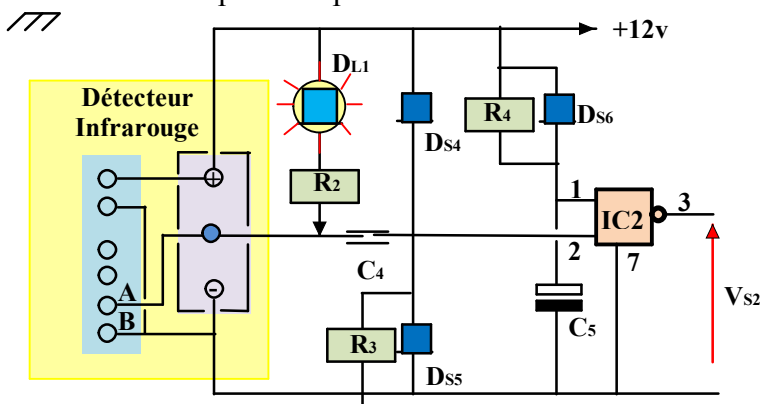 +12v
DL1
Détecteur
Infrarouge
R4
DS6
DS4
+
R2
1
IC2
3
2
7
A
C4
VS2
B
-
R3
C5
DS5